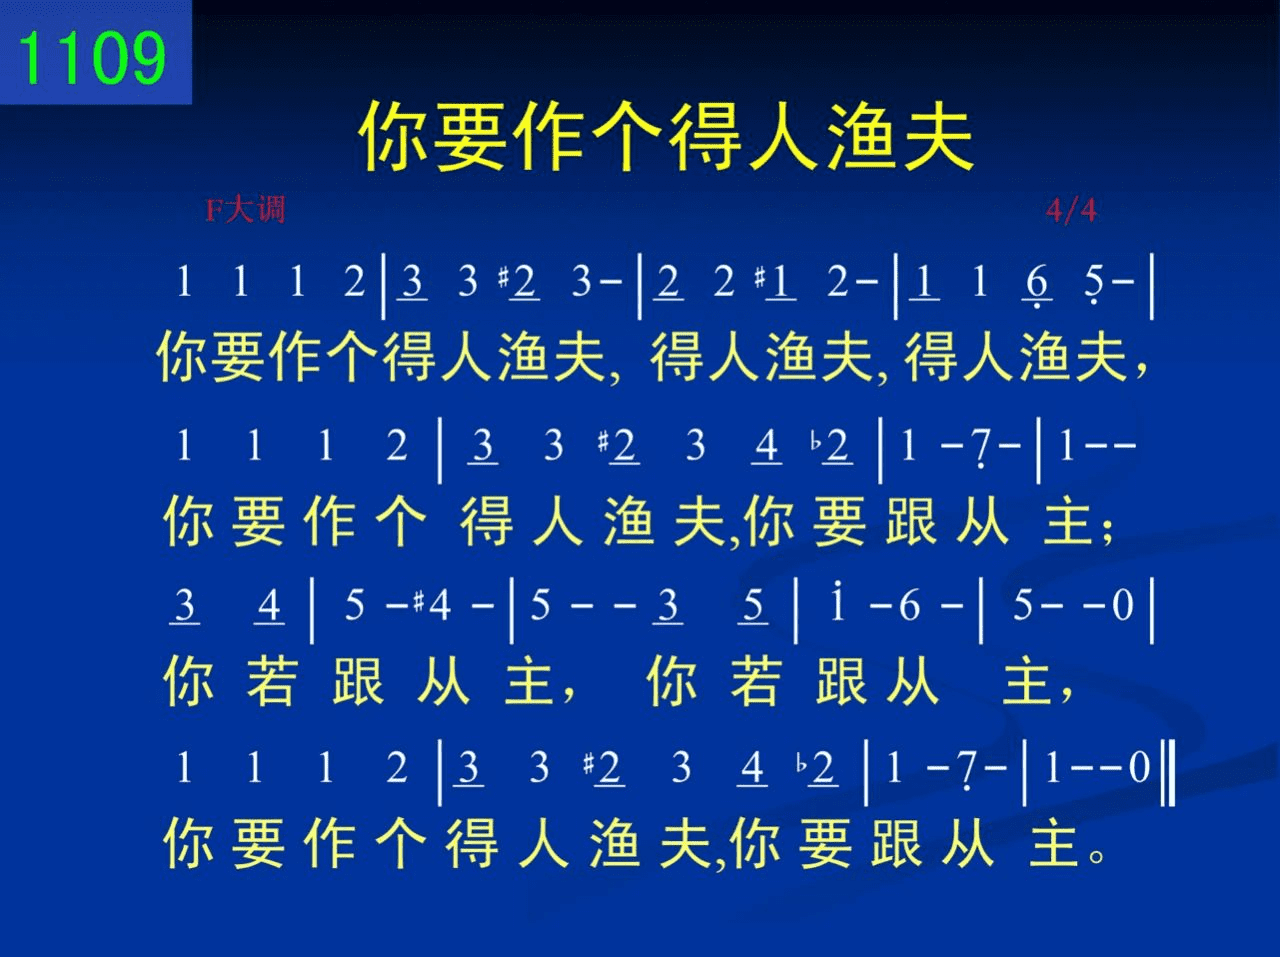 1109
你要作个得人渔夫
F大调 4/4
1 1 1 2|3 3 #2 3-|2 2 #1 2-|1 1 6̣ 5̣-|
你要作个得人渔夫, 得人渔夫, 得人渔夫，
1 1 1 2|3 3 #2 3 4 ♭2|1 -7̣-|1--
你要作个 得人渔夫,你要跟从 主；
3 4|5 -#4 -|5 - - 3 5|1̇ -6 -|5- -0|
你若跟从主， 你若跟从 主，
1 1 1 2|3 3 #2 3 4 ♭2|1 -7̣-|1--0‖
你要作个得人渔夫,你要跟从 主。